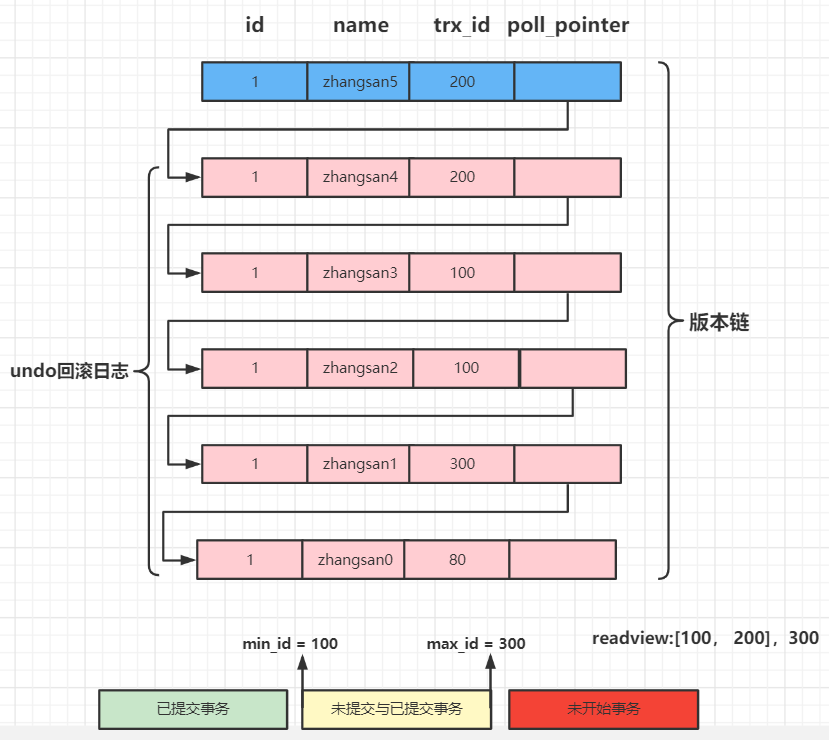 id name trx_id poll_pointer
1 zhangsan5 200
1 zhangsan4 200
1 zhangsan3 100
版本链
undo回滚日志
1 zhangsan2 100
1 zhangsan1 300
1 zhangsan0 80
readview:[100， 200]，300
min_id = 100 max_id = 300
已提交事务 未提交与已提交事务 未开始事务